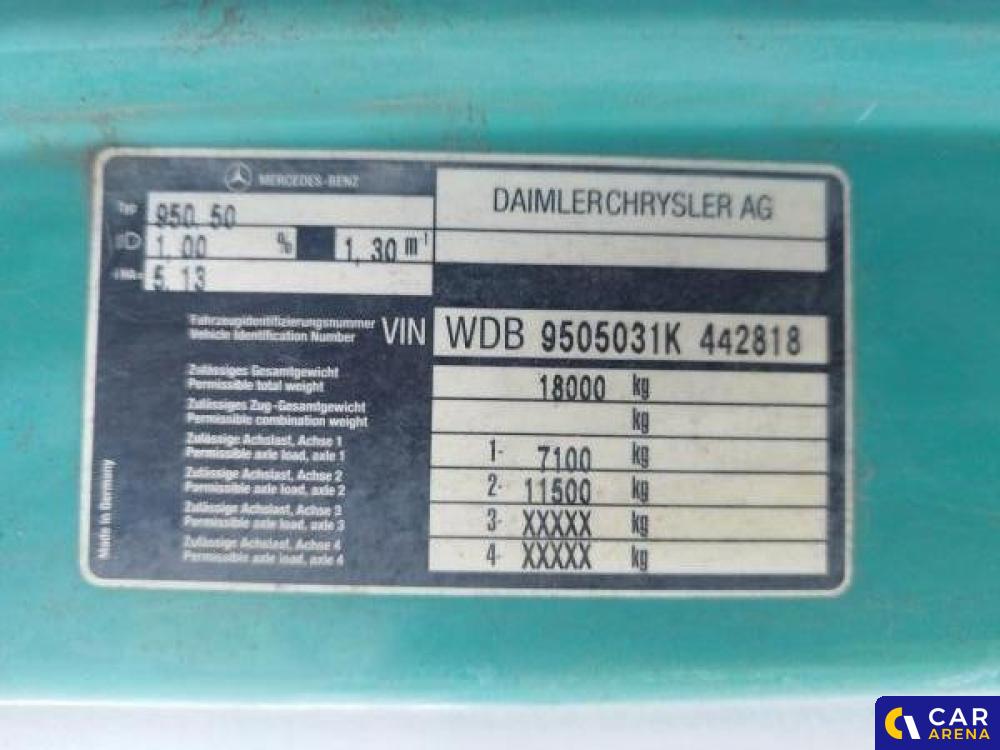 MERCEDES-BENZ
DAIMLERCHRYSLER AG
Typ 950.50
1,00 % 1,30 m⁻¹
5.13
Fahrzeugidentifizierungsnummer
Vehicle Identification Number
VIN WDB 9505031K 442818
Zulässiges Gesamtgewicht
Permissible total weight
18000 kg
Zulässiges Zug-Gesamtgewicht
Permissible combination weight
kg
Zulässige Achslast, Achse 1
Permissible axle load, axle 1
1- 7100 kg
Zulässige Achslast, Achse 2
Permissible axle load, axle 2
2- 11500 kg
Zulässige Achslast, Achse 3
Permissible axle load, axle 3
3- XXXXX kg
Zulässige Achslast, Achse 4
Permissible axle load, axle 4
4- XXXXX kg
Made in Germany
CAR
ARENA